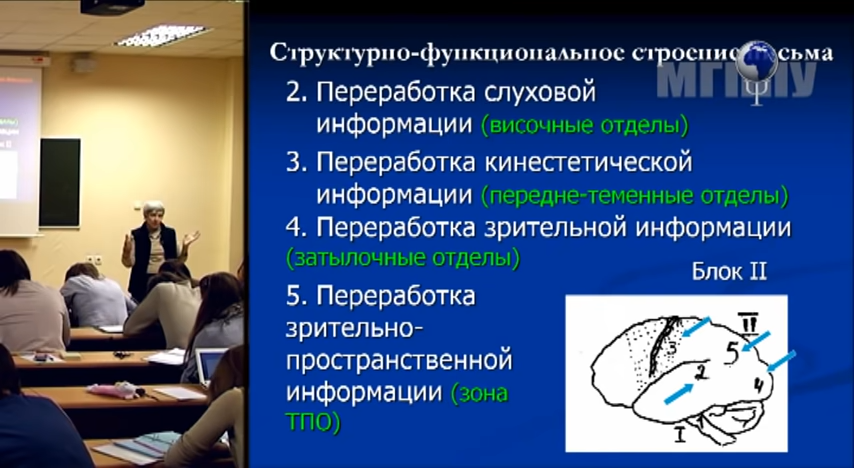 Структурно-функциональное строение письма
МГППУ
2. Переработка слуховой
информации (височные отделы)
3. Переработка кинестетической
информации (передне-теменные отделы)
4. Переработка зрительной информации
(затылочные отделы)
Блок II
5. Переработка
зрительно-
пространственной
информации (зона
ТПО)
II
3
5
2
4
I